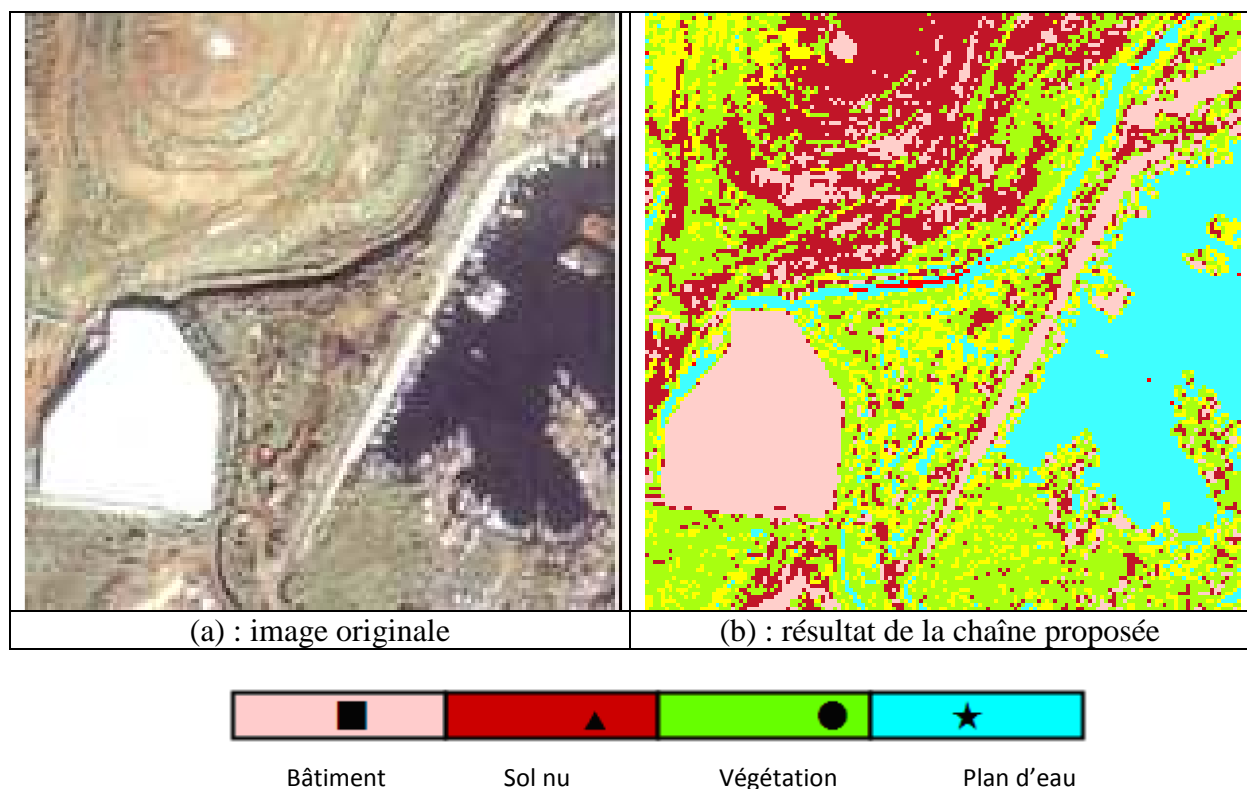 (a) : image originale
(b) : résultat de la chaîne proposée
Bâtiment
Sol nu
Végétation
Plan d’eau